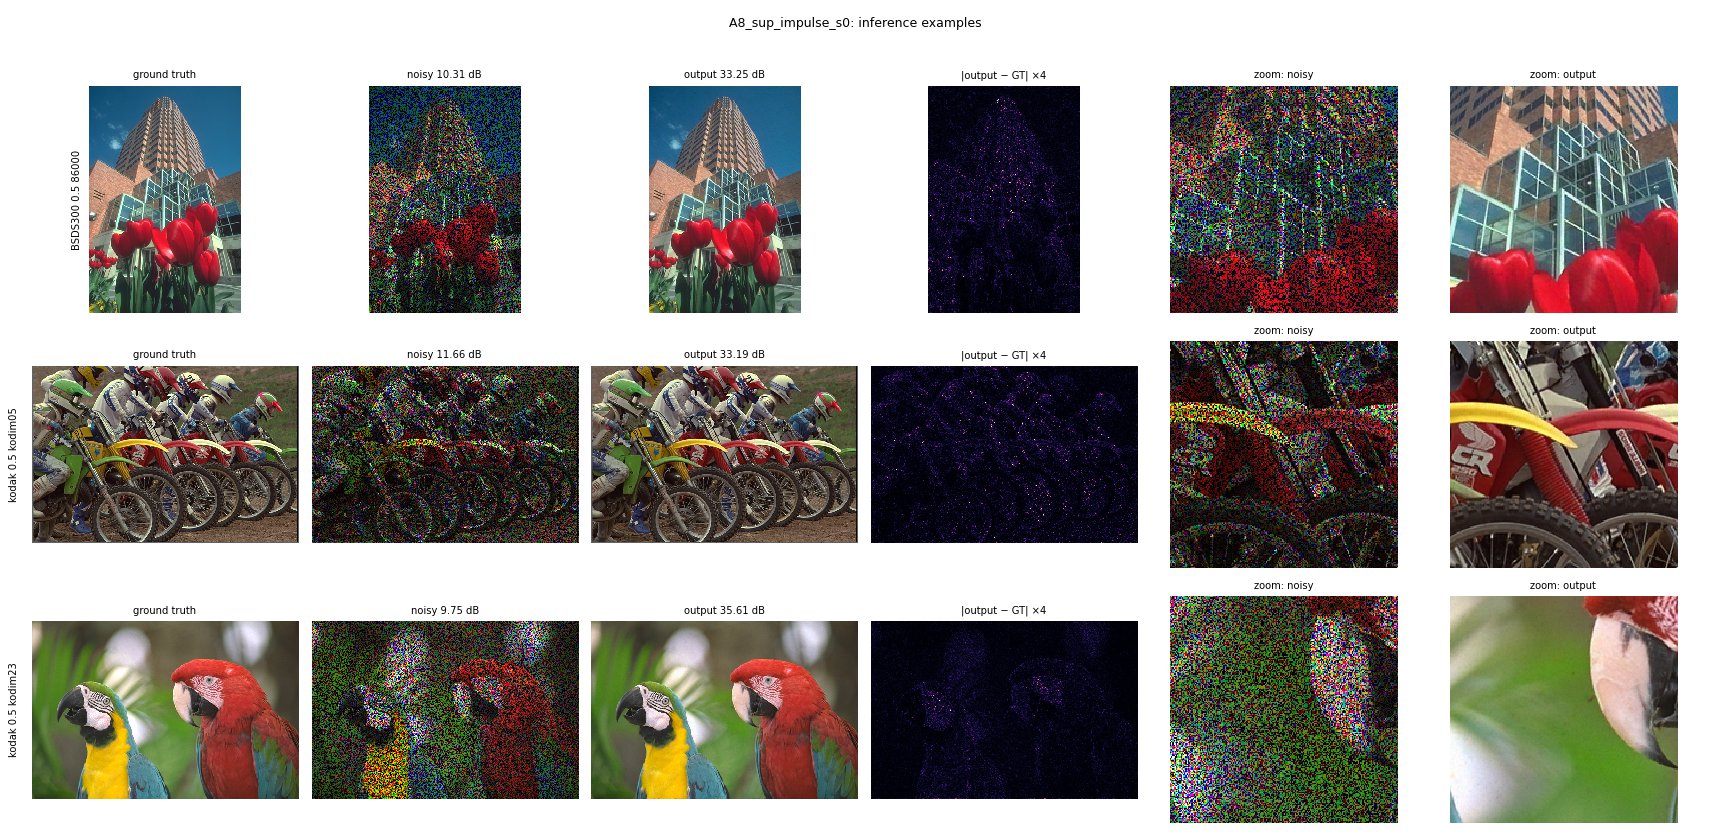 A8_sup_impulse_s0: inference examples
ground truth
noisy 10.31 dB
output 33.25 dB
|output − GT| ×4
zoom: noisy
zoom: output
BSDS300 0.5 86000
ground truth
noisy 11.66 dB
output 33.19 dB
|output − GT| ×4
zoom: noisy
zoom: output
kodak 0.5 kodim05
CR
ground truth
noisy 9.75 dB
output 35.61 dB
|output − GT| ×4
zoom: noisy
zoom: output
kodak 0.5 kodim23